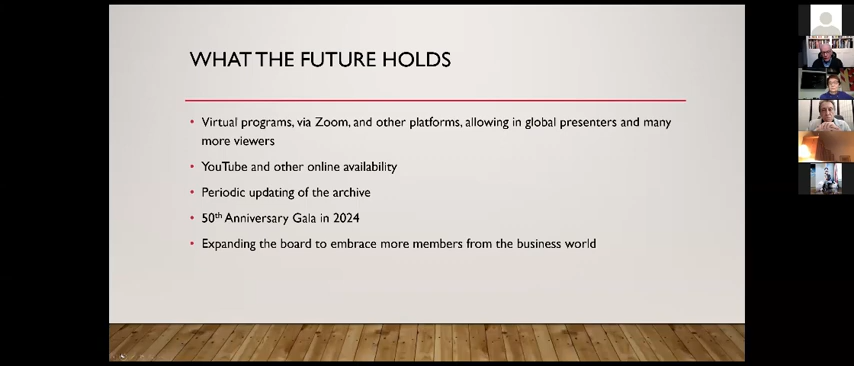 WHAT THE FUTURE HOLDS
• Virtual programs, via Zoom, and other platforms, allowing in global presenters and many
more viewers
• YouTube and other online availability
• Periodic updating of the archive
• 50th Anniversary Gala in 2024
• Expanding the board to embrace more members from the business world